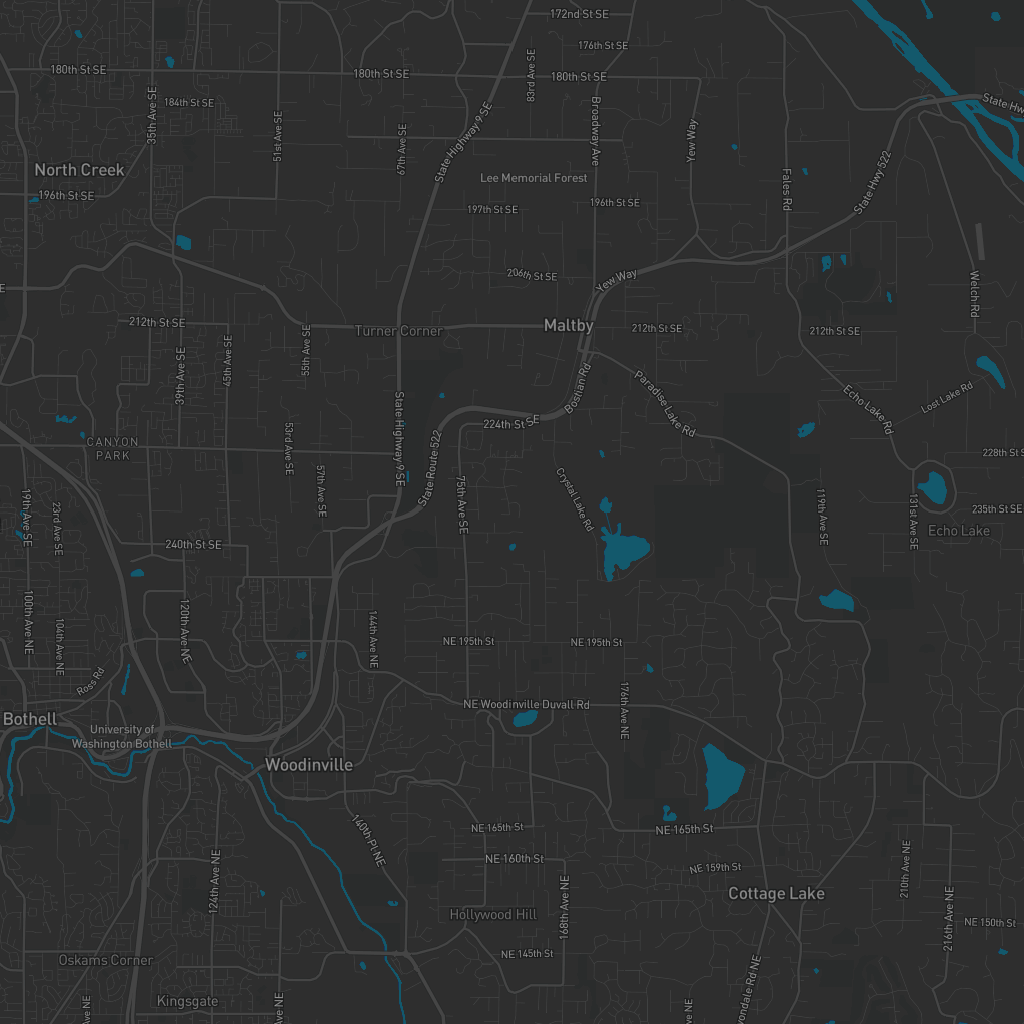 172nd St SE
176th St SE
180th St SE
180th St SE
180th St SE
83rd Ave SE
184th St SE
35th Ave SE
51st Ave SE
67th Ave SE
State Highway 9 SE
Broadway Ave
Yew Way
State Hwy 522
North Creek
Lee Memorial Forest
Fales Rd
196th St SE
197th St SE
196th St SE
206th St SE
Yew Way
Welch Rd
212th St SE
Turner Corner
Maltby
212th St SE
212th St SE
39th Ave SE
45th Ave SE
55th Ave SE
Bostian Rd
Paradise Lake Rd
Echo Lake Rd
Lost Lake Rd
State Highway 9 SE
224th St SE
CANYON
PARK
53rd Ave SE
57th Ave SE
State Route 522
75th Ave SE
Crystal Lake Rd
228th St S
19th Ave SE
23rd Ave SE
119th Ave SE
131st Ave SE
235th St SE
Echo Lake
240th St SE
100th Ave NE
104th Ave NE
120th Ave NE
144th Ave NE
NE 195th St
NE 195th St
Ross Rd
176th Ave NE
NE Woodinville Duvall Rd
Bothell
University of
Washington Bothell
Woodinville
140th Pl NE
NE 165th St
NE 165th St
NE 160th St
NE 159th St
124th Ave NE
168th Ave NE
210th Ave NE
Cottage Lake
Hollywood Hill
216th Ave NE
NE 150th St
NE 145th St
Oskams Corner
Kingsgate
ondale Rd NE
ve NE
ve NE
ve NE
State Hw
E